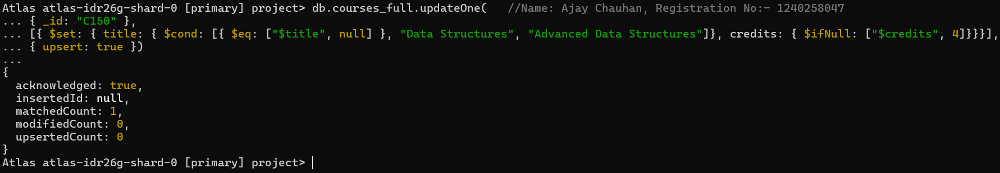 Atlas atlas-idr26g-shard-0 [primary] project> db.courses_full.updateOne(   //Name: Ajay Chauhan, Registration No:- 1240258047
... { _id: "C150" },
... [{ $set: { title: { $cond: [{ $eq: ["$title", null] }, "Data Structures", "Advanced Data Structures"]}, credits: { $ifNull: ["$credits", 4]}}}],
... { upsert: true })
...
{
  acknowledged: true,
  insertedId: null,
  matchedCount: 1,
  modifiedCount: 0,
  upsertedCount: 0
}
Atlas atlas-idr26g-shard-0 [primary] project>